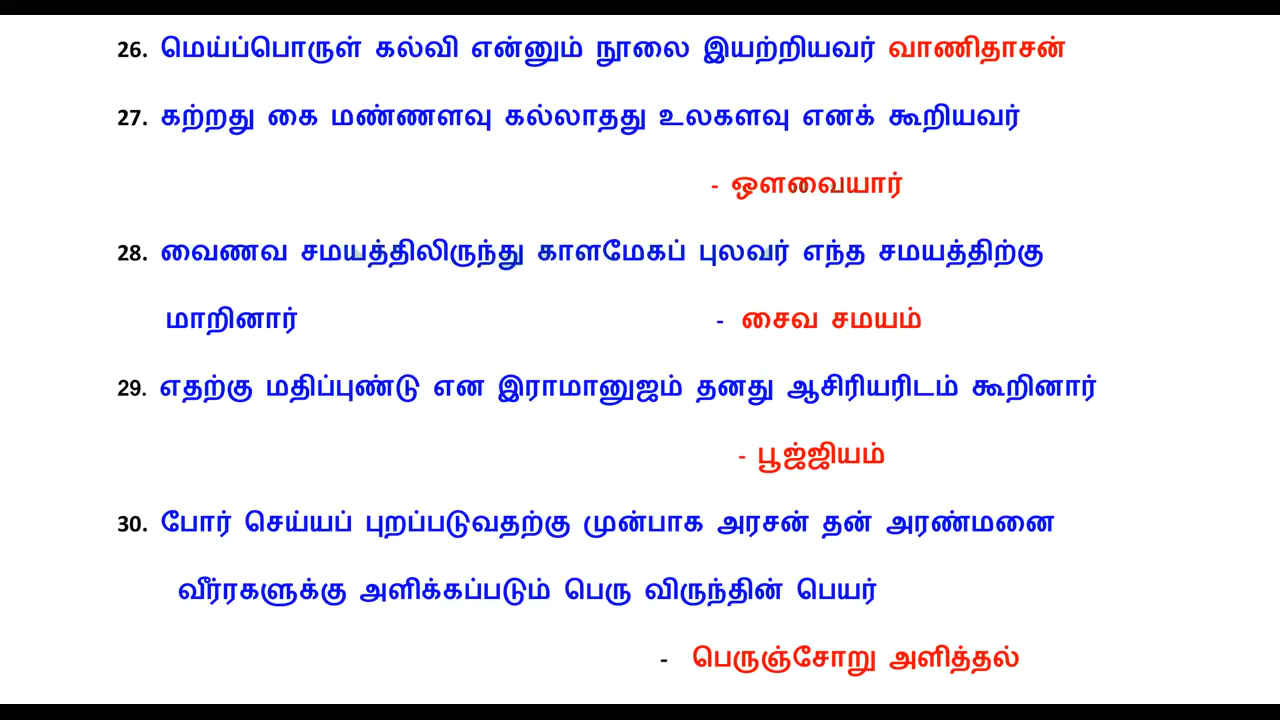 26. மெய்ப்பொருள் கல்வி என்னும் நூலை இயற்றியவர் வாணிதாசன்
27. கற்றது கை மண்ணளவு கல்லாதது உலகளவு எனக் கூறியவர்
- ஔவையார்
28. வைணவ சமயத்திலிருந்து காளமேகப் புலவர் எந்த சமயத்திற்கு
மாறினார் - சைவ சமயம்
29. எதற்கு மதிப்புண்டு என இராமானுஜம் தனது ஆசிரியரிடம் கூறினார்
- பூஜ்ஜியம்
30. போர் செய்யப் புறப்படுவதற்கு முன்பாக அரசன் தன் அரண்மனை
வீர்ரகளுக்கு அளிக்கப்படும் பெரு விருந்தின் பெயர்
- பெருஞ்சோறு அளித்தல்